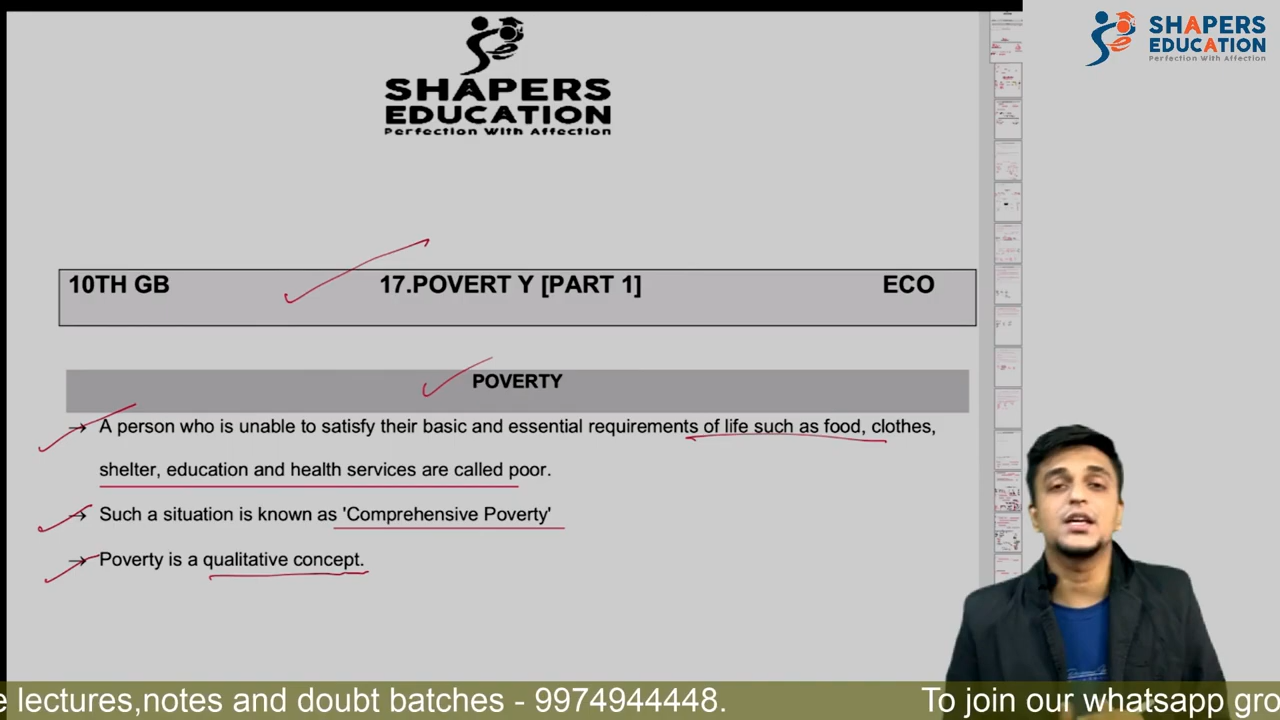 SHAPERS
EDUCATION
Perfection With Affection
SHAPERS
EDUCATION
Perfection With Affection
10TH GB 17.POVERT Y [PART 1] ECO
POVERTY
→ A person who is unable to satisfy their basic and essential requirements of life such as food, clothes,
shelter, education and health services are called poor.
→ Such a situation is known as 'Comprehensive Poverty'
→ Poverty is a qualitative concept.
e lectures,notes and doubt batches - 9974944448. To join our whatsapp gro